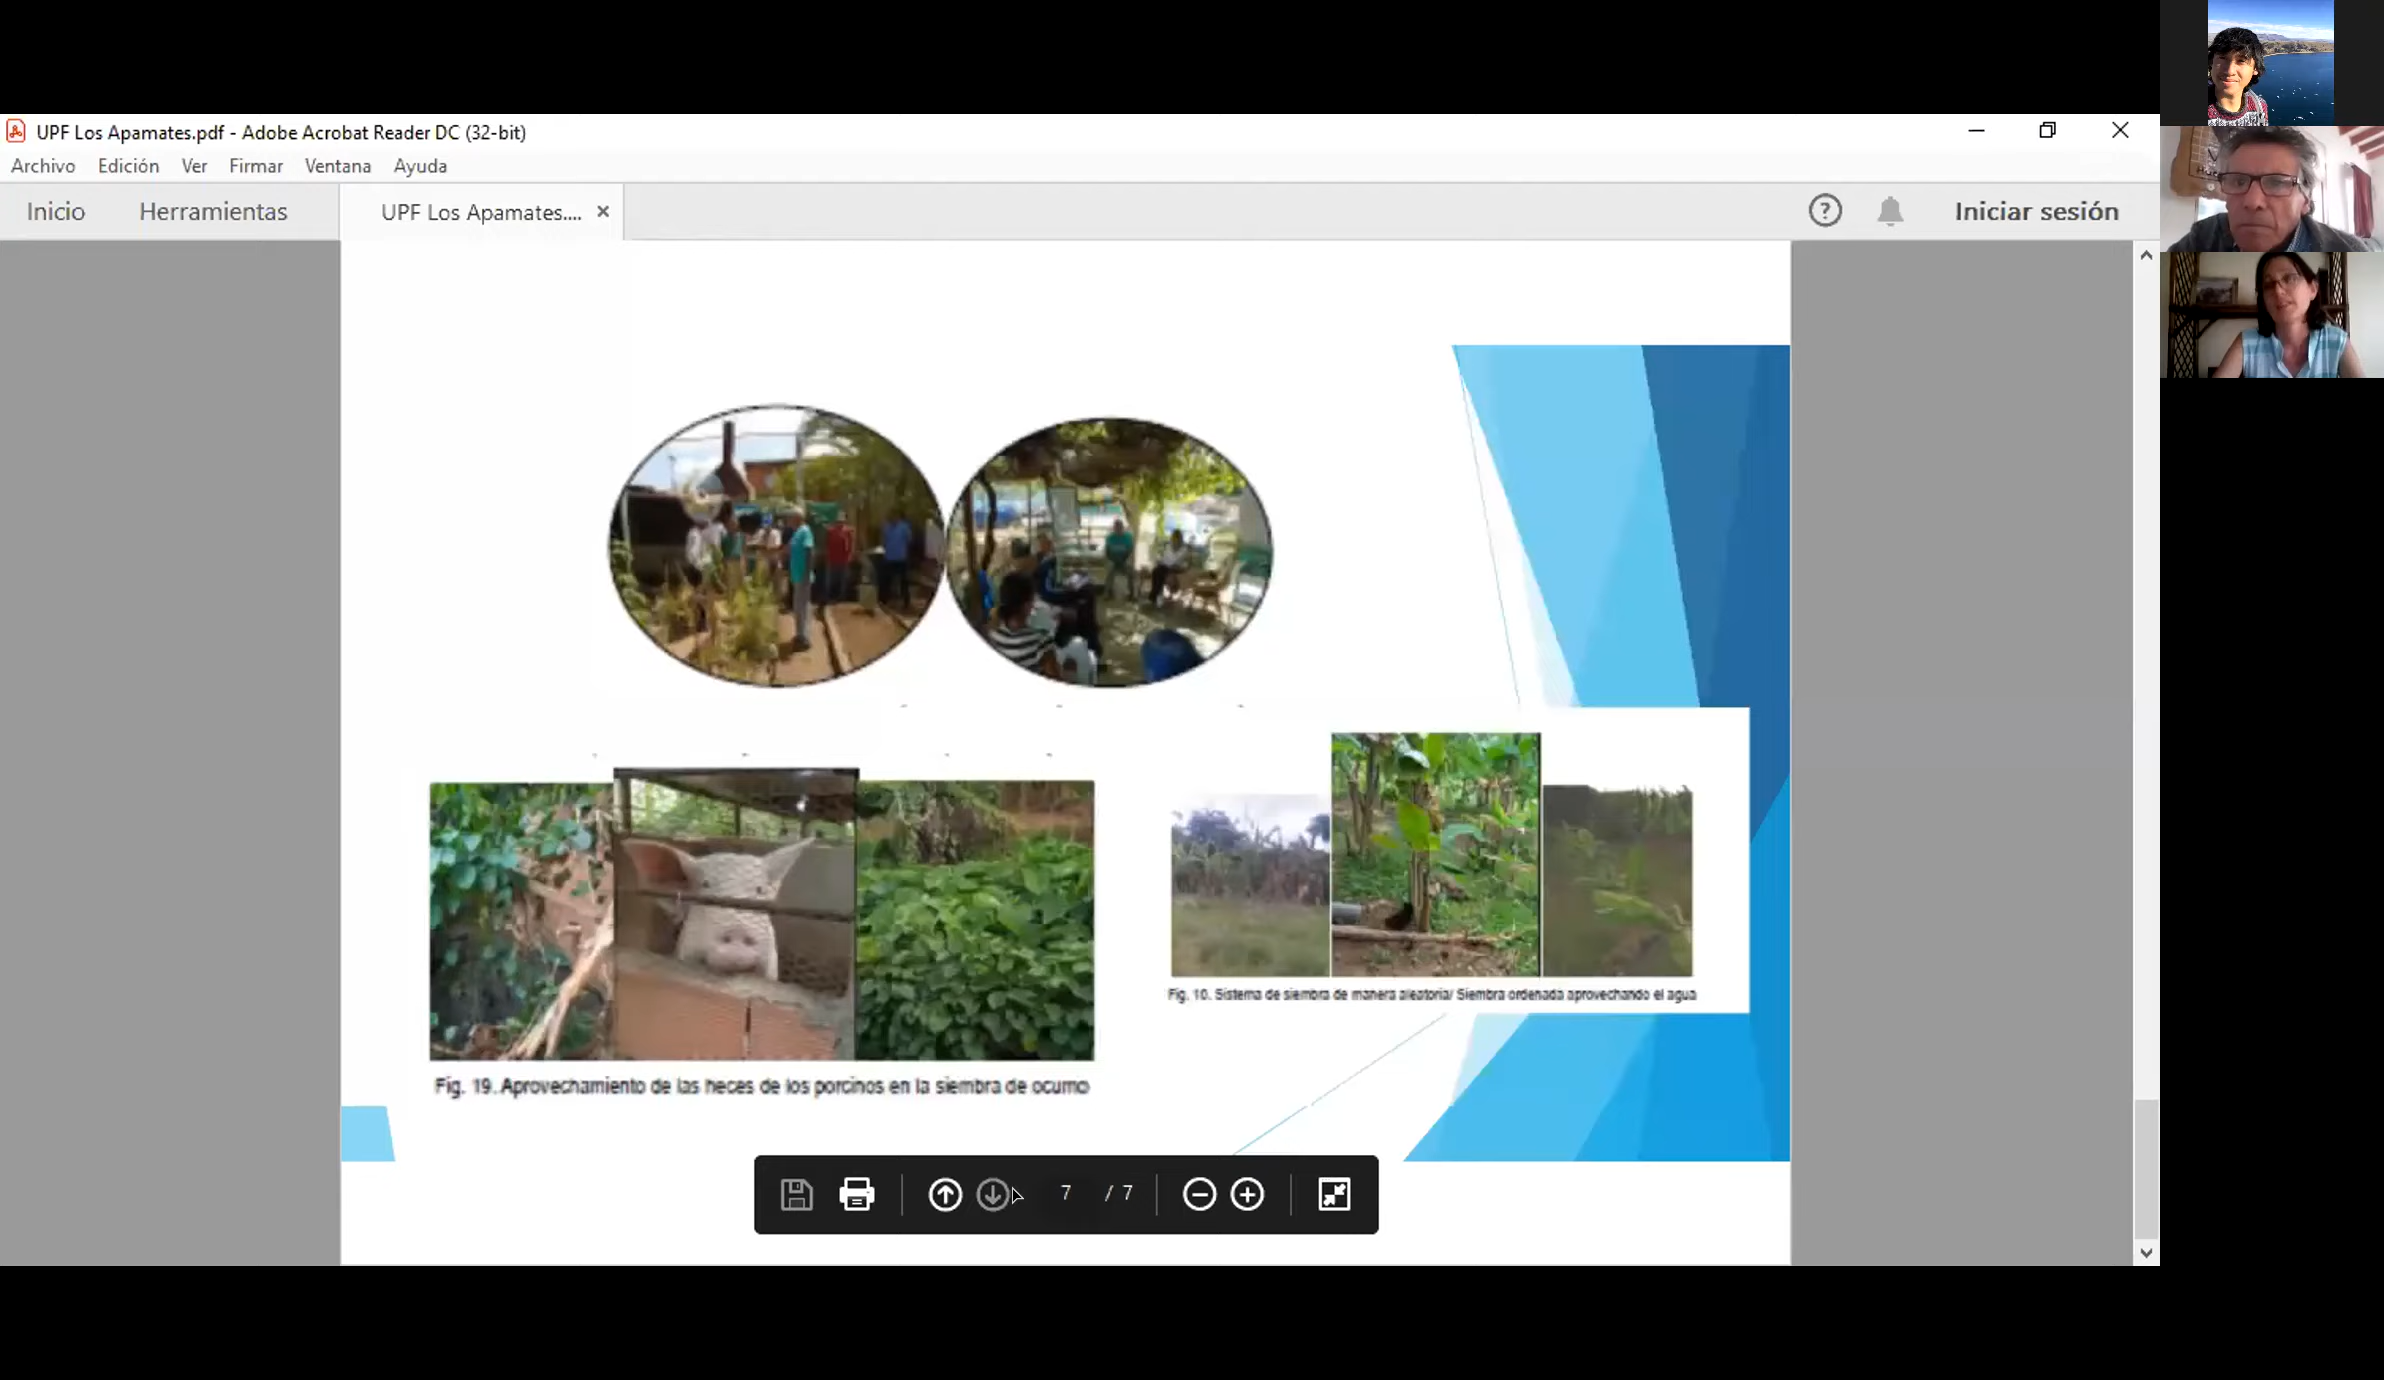 UPF Los Apamates.pdf - Adobe Acrobat Reader DC (32-bit)
Archivo Edición Ver Firmar Ventana Ayuda
Inicio Herramientas UPF Los Apamates.... Iniciar sesión
Fig. 10. Sistema de siembra de manera aleatoria/ Siembra ordenada aprovechando el agua
Fig. 19. Aprovechamiento de las heces de los porcinos en la siembra de ocumo
7 / 7